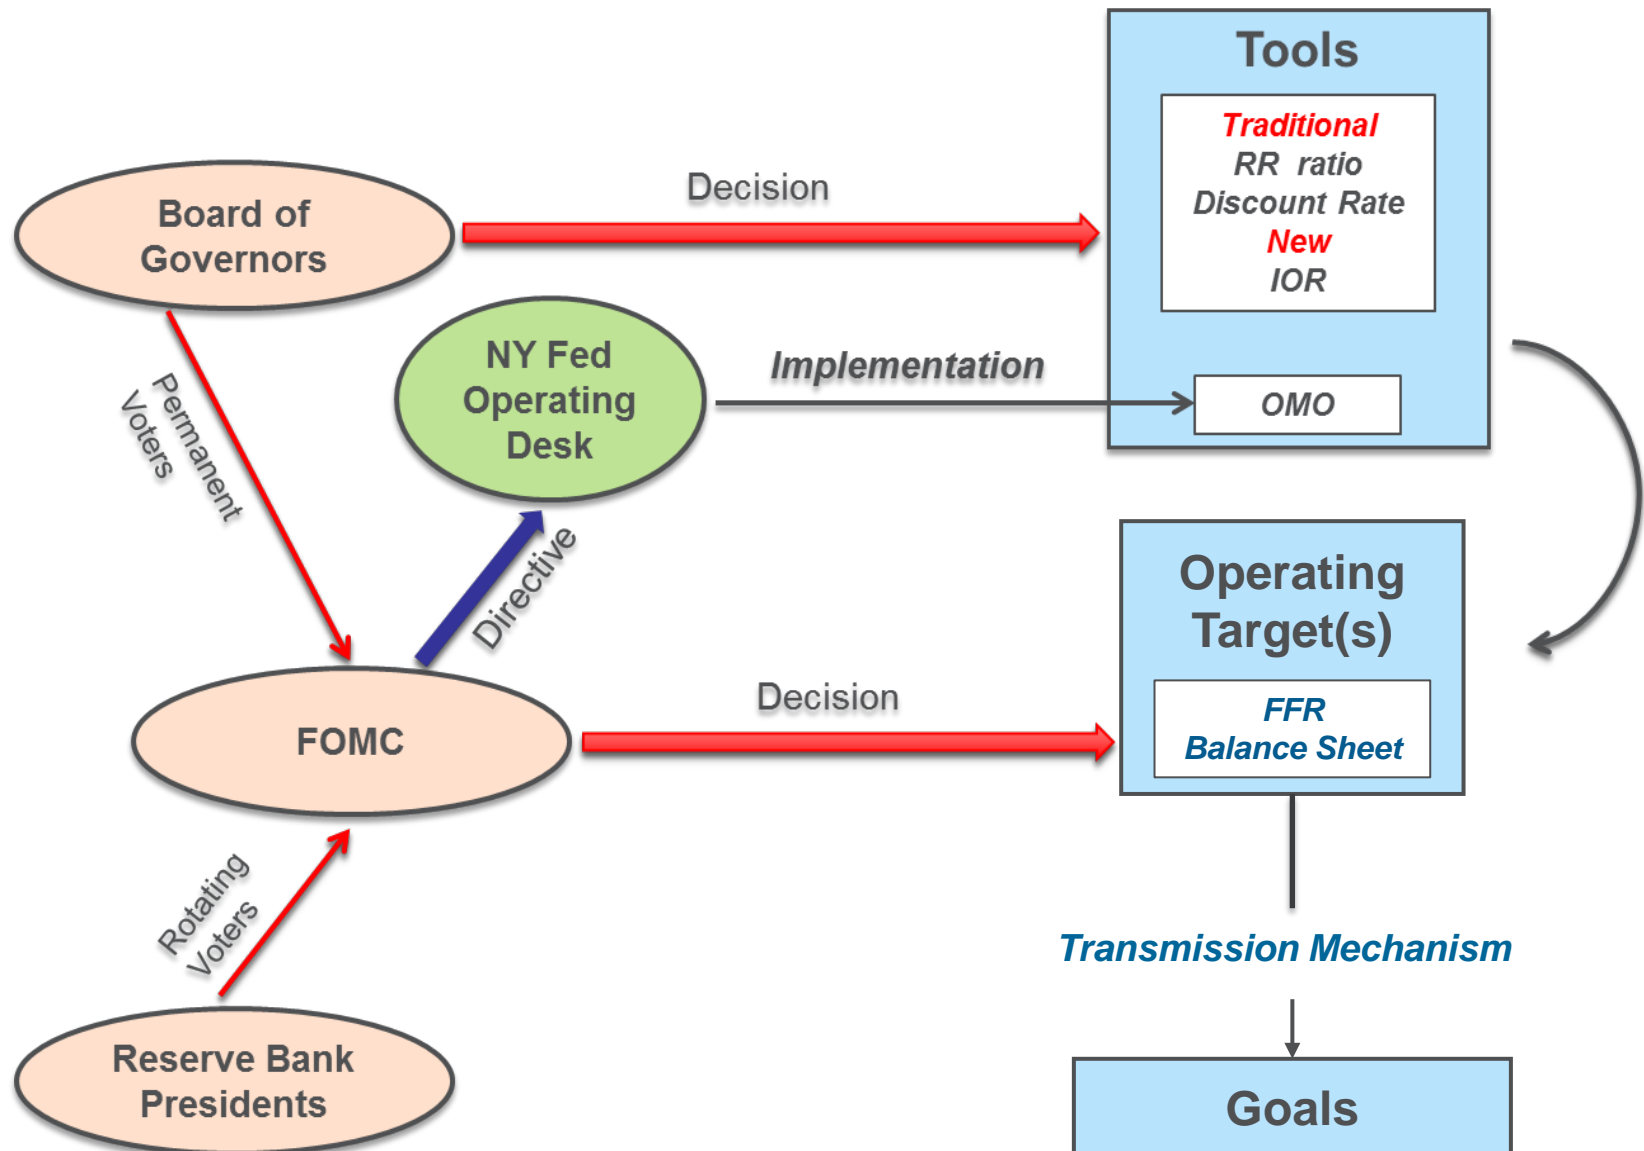 Tools
Traditional
RR ratio
Discount Rate
New
IOR
Decision
Board of
Governors
NY Fed
Operating
Desk
Implementation
OMO
Permanent
Voters
Directive
Operating
Target(s)
FFR
Balance Sheet
Decision
FOMC
Rotating
Voters
Transmission Mechanism
Reserve Bank
Presidents
Goals